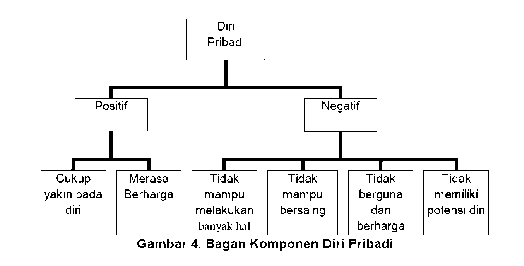 Diri
Pribad
Positif
Negatif
Cukup
yakin pada
diri
Merasa
Berharga
Tidak
mampu
melakukan
banyak hal
Tidak
mampu
bersaing
Tidak
berguna
dan
berharga
Tidak
memiliki
potensi diri
Gambar 4. Bagan Komponen Diri Pribadi